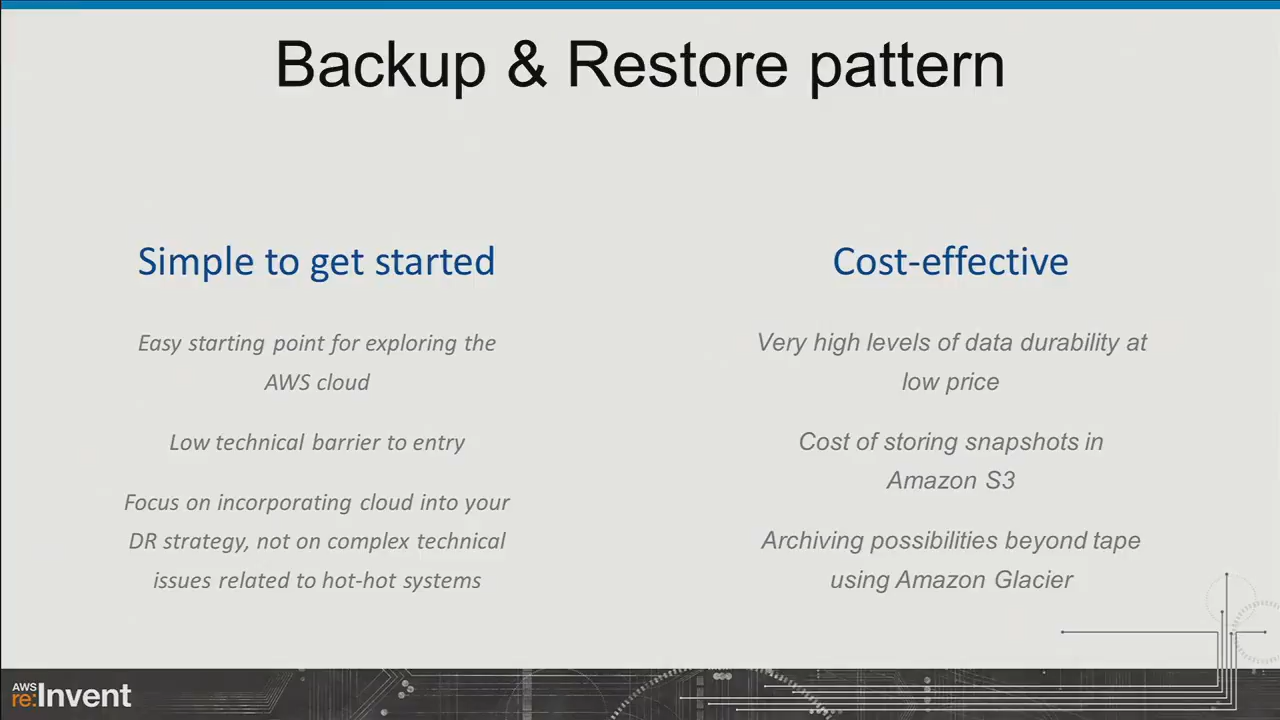 Backup & Restore pattern
Simple to get started
Easy starting point for exploring the
AWS cloud
Low technical barrier to entry
Focus on incorporating cloud into your
DR strategy, not on complex technical
issues related to hot-hot systems
Cost-effective
Very high levels of data durability at
low price
Cost of storing snapshots in
Amazon S3
Archiving possibilities beyond tape
using Amazon Glacier
AWS
re:Invent